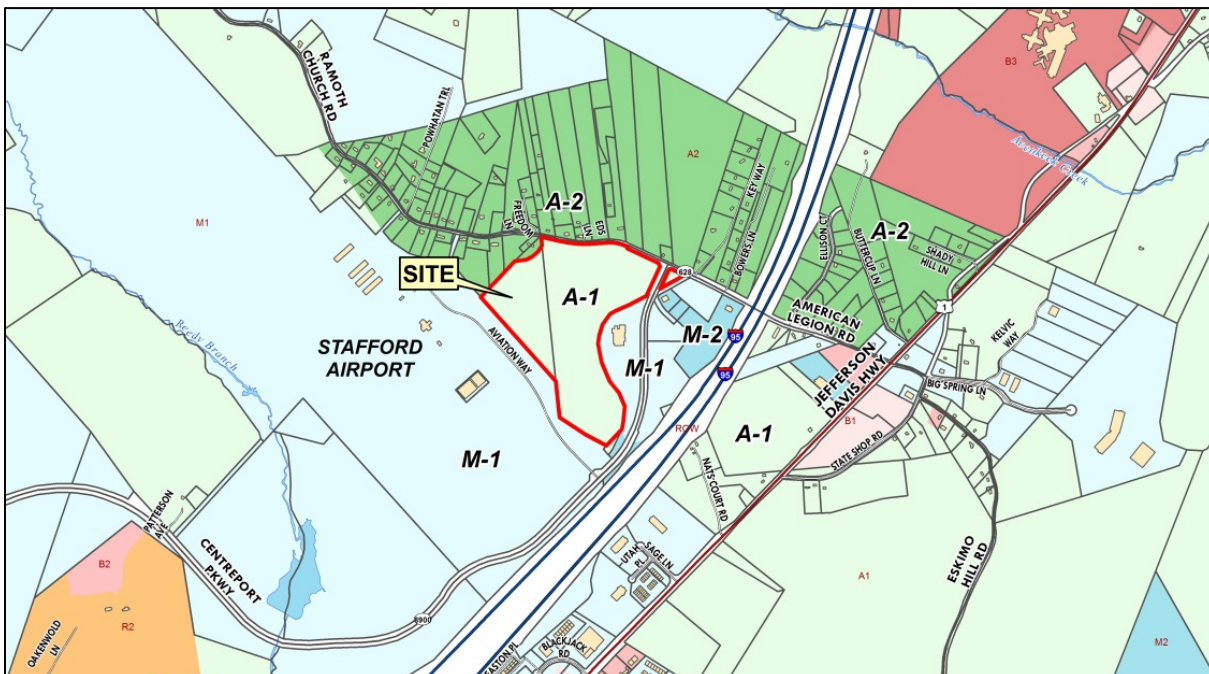 RAMOTH
CHURCH RD
POWHATAN TRL
B3
Accokeek Creek
A2
KEY WAY
M1
A-2
FREEDOM
LN
EDS
LN
BOWERS LN
ELLISON CT
BUTTERCUP LN
A-2
SHADY
HILL LN
SITE
628
A-1
1
AMERICAN
LEGION RD
KELVIC
WAY
Reedy Branch
STAFFORD
AIRPORT
AVIATION WAY
M-2
95
M-1
95
JEFFERSON
DAVIS HWY
BIG SPRING LN
B1
ROW
A-1
STATE SHOP RD
M-1
NATS COURT RD
PATTERSON
AVE
CENTREPORT
PKWY
UTAH
PL
SAGE LN
ESKIMO
HILL RD
A1
B2
8900
R2
OAKENWOLD
LN
EASTON PL
BLACKJACK
RD
M2